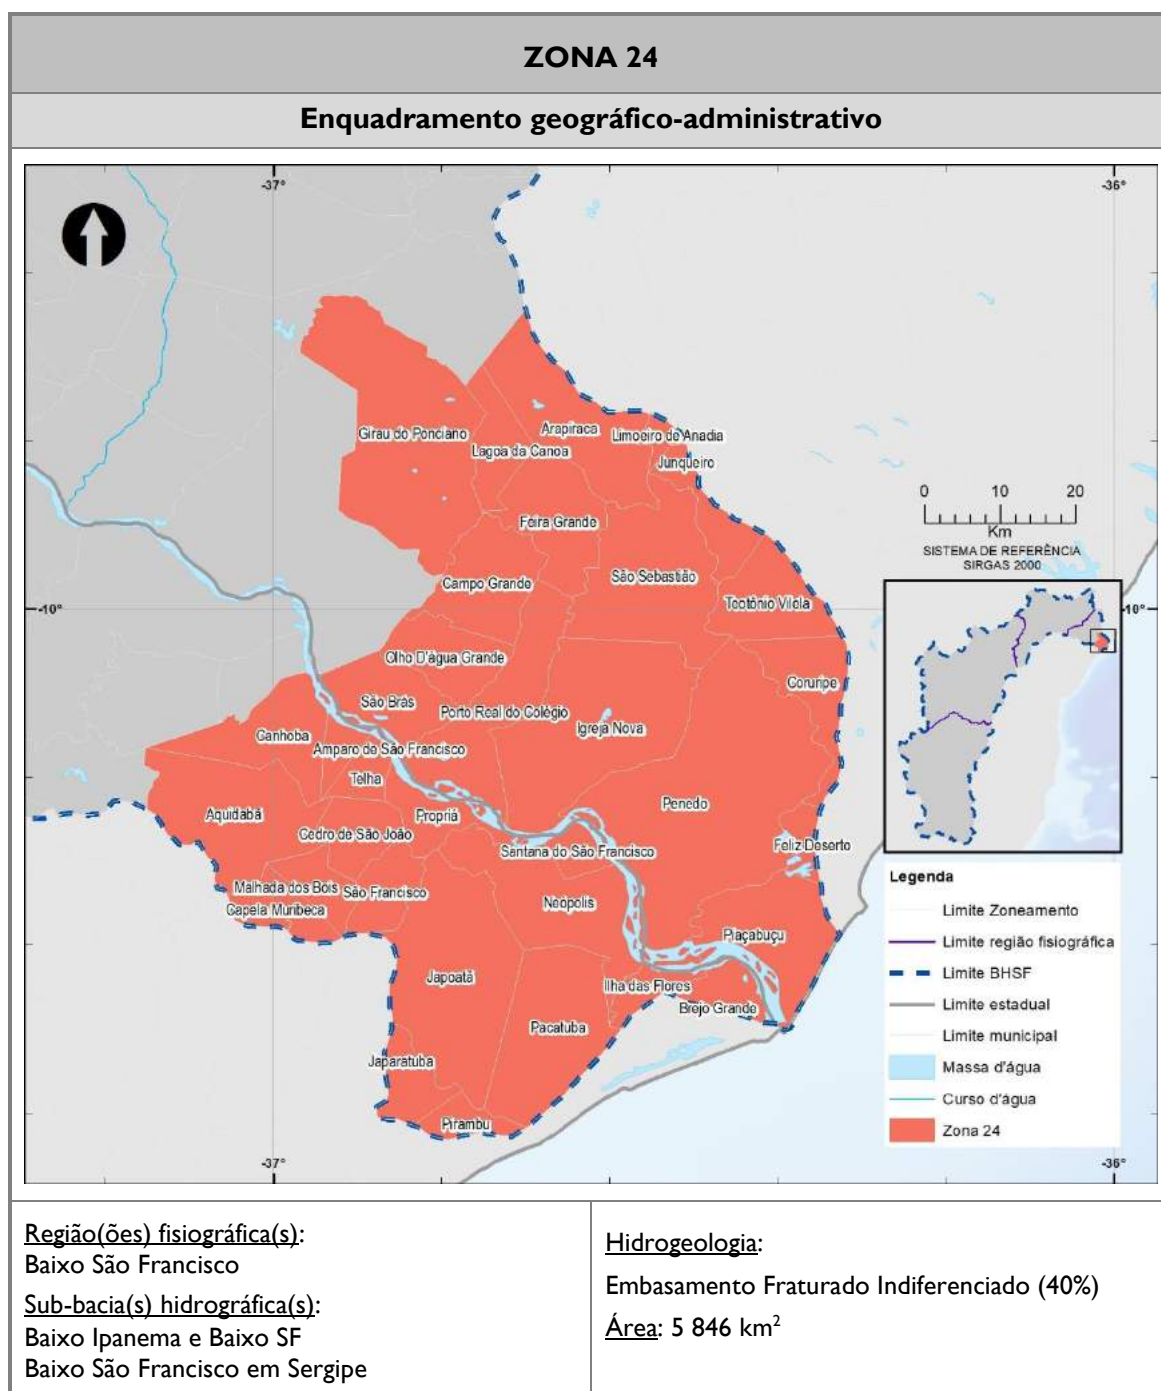 ZONA 24
Enquadramento geográfico-administrativo
-37°
-36°
Girau do Ponciano
Arapiraca
Limoeiro de Anadia
Lagoa da Canoa
Junqueiro
0 10 20
Km
SISTEMA DE REFERÊNCIA
SIRGAS 2000
Feira Grande
Campo Grande
São Sebastião
Teotônio Vilela
-10°
-10°
Olho D'água Grande
Coruripe
São Brás
Porto Real do Colégio
Igreja Nova
Canhoba
Amparo de São Francisco
Telha
Penedo
Aquidabã
Propriá
Cedro de São João
Feliz Deserto
Santana do São Francisco
Malhada dos Bois
São Francisco
Capela
Muribeca
Neópolis
Piaçabuçu
Japoatã
Ilha das Flores
Brejo Grande
Pacatuba
Japaratuba
Pirambu
-37°
-36°
Legenda
Limite Zoneamento
Limite região fisiográfica
Limite BHSF
Limite estadual
Limite municipal
Massa d'água
Curso d'água
Zona 24
Região(ões) fisiográfica(s):
Baixo São Francisco
Sub-bacia(s) hidrográfica(s):
Baixo Ipanema e Baixo SF
Baixo São Francisco em Sergipe
Hidrogeologia:
Embasamento Fraturado Indiferenciado (40%)
Área: 5 846 km²